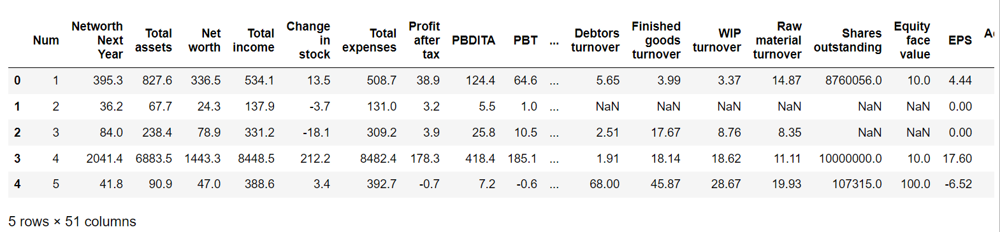 Num Networth Next Year Total assets Net worth Total income Change in stock Total expenses Profit after tax PBDITA PBT ... Debtors turnover Finished goods turnover WIP turnover Raw material turnover Shares outstanding Equity face value EPS
0 1 395.3 827.6 336.5 534.1 13.5 508.7 38.9 124.4 64.6 ... 5.65 3.99 3.37 14.87 8760056.0 10.0 4.44
1 2 36.2 67.7 24.3 137.9 -3.7 131.0 3.2 5.5 1.0 ... NaN NaN NaN NaN NaN NaN 0.00
2 3 84.0 238.4 78.9 331.2 -18.1 309.2 3.9 25.8 10.5 ... 2.51 17.67 8.76 8.35 NaN NaN 0.00
3 4 2041.4 6883.5 1443.3 8448.5 212.2 8482.4 178.3 418.4 185.1 ... 1.91 18.14 18.62 11.11 10000000.0 10.0 17.60
4 5 41.8 90.9 47.0 388.6 3.4 392.7 -0.7 7.2 -0.6 ... 68.00 45.87 28.67 19.93 107315.0 100.0 -6.52
5 rows × 51 columns